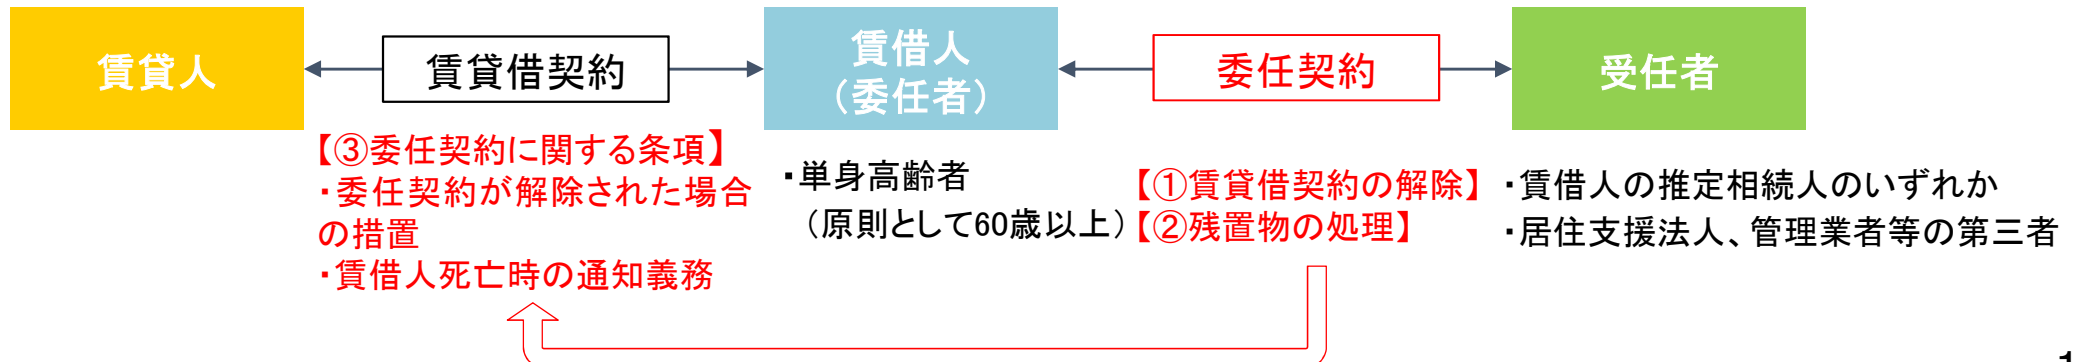 賃貸人
賃貸借契約
賃借人
（委任者）
委任契約
受任者
【③委任契約に関する条項】
・委任契約が解除された場合
の措置
・賃借人死亡時の通知義務
・単身高齢者
（原則として60歳以上）
【①賃貸借契約の解除】
【②残置物の処理】
・賃借人の推定相続人のいずれか
・居住支援法人、管理業者等の第三者
1